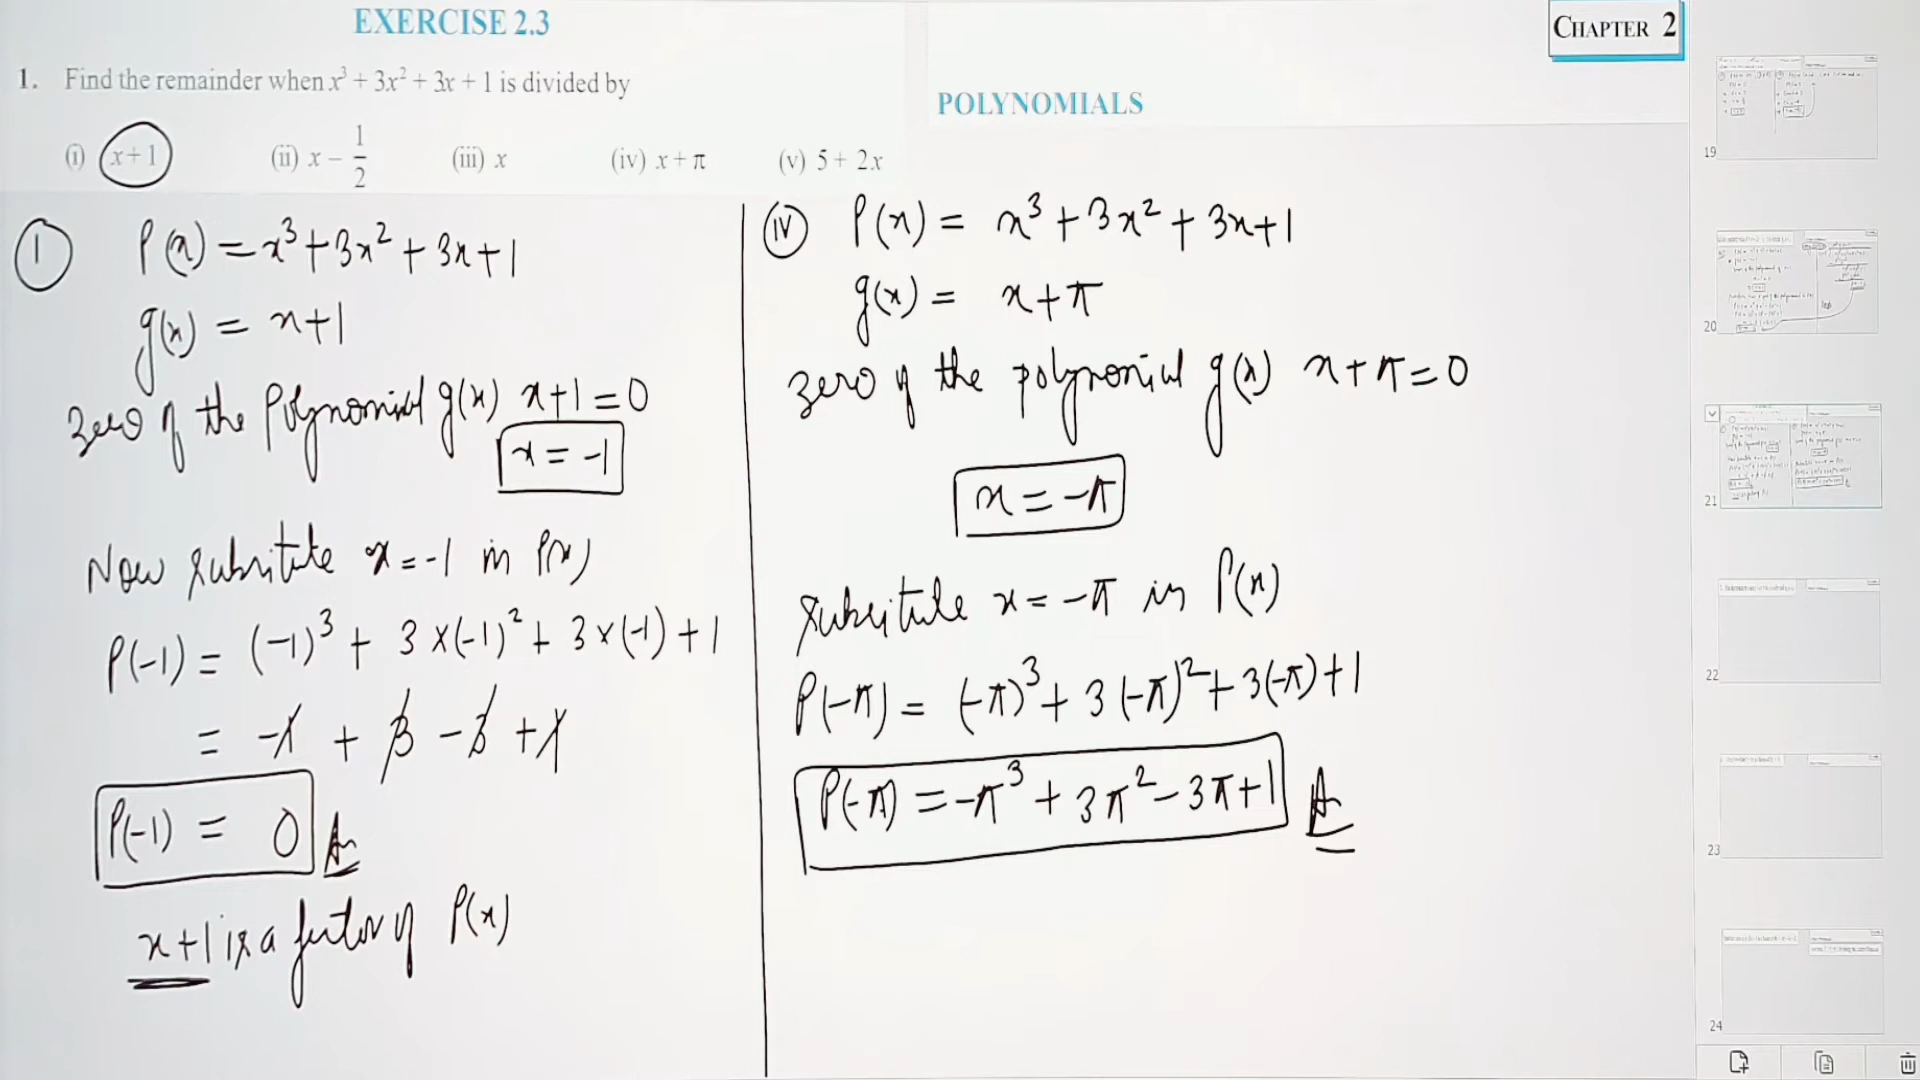 EXERCISE 2.3
CHAPTER 2
1. Find the remainder when x³ + 3x² + 3x + 1 is divided by
POLYNOMIALS
(i) x + 1 (ii) x – 1/2 (iii) x (iv) x + π (v) 5 + 2x
① P(x) = x³ + 3x² + 3x + 1
g(x) = x + 1
Zero of the Polynomial g(x) x + 1 = 0
x = -1
Now substitute x = -1 in P(x)
P(-1) = (-1)³ + 3 × (-1)² + 3 × (-1) + 1
= -1 + 3 - 3 + 1
P(-1) = 0 A
x + 1 is a factor of P(x)
(iv) P(x) = x³ + 3x² + 3x + 1
g(x) = x + π
zero of the polynomial g(x) x + π = 0
x = -π
substitute x = -π in P(x)
P(-π) = (-π)³ + 3(-π)² + 3(-π) + 1
P(-π) = -π³ + 3π² - 3π + 1 A
19
20
21
22
23
24